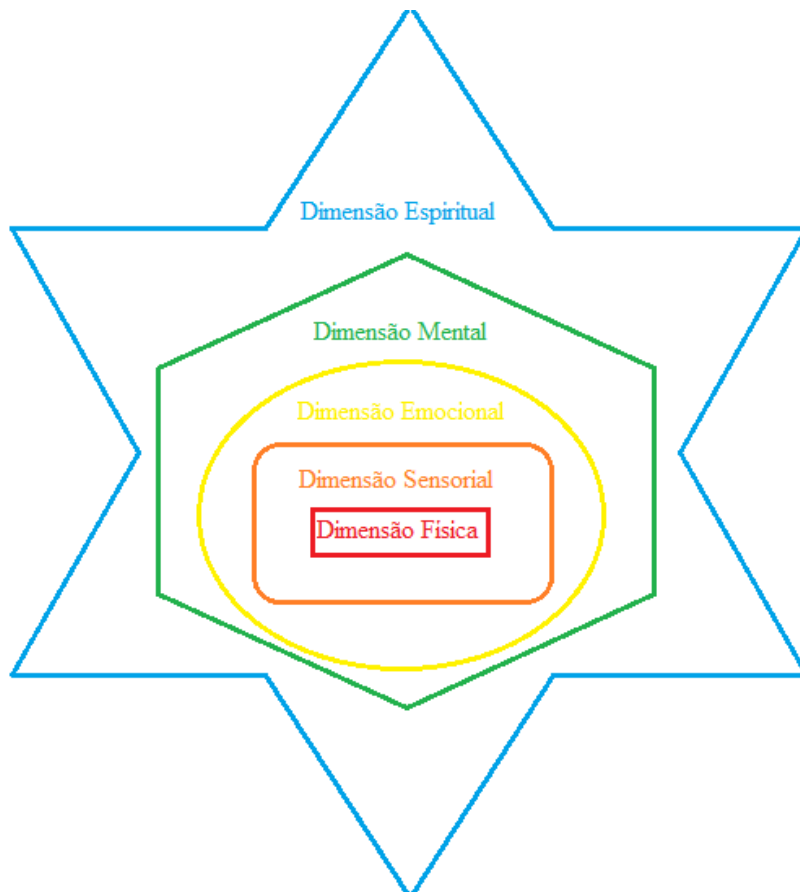 Dimensão Espiritual
Dimensão Mental
Dimensão Emocional
Dimensão Sensorial
Dimensão Física